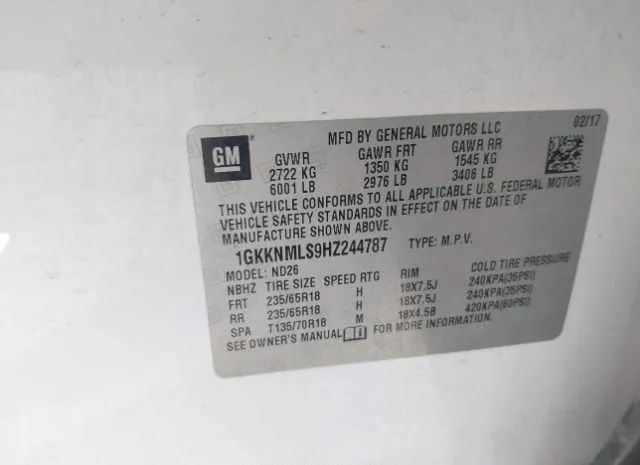 GM
MFD BY GENERAL MOTORS LLC 02/17
GVWR GAWR FRT GAWR RR
2722 KG 1350 KG 1545 KG
6001 LB 2976 LB 3406 LB
THIS VEHICLE CONFORMS TO ALL APPLICABLE U.S. FEDERAL MOTOR
VEHICLE SAFETY STANDARDS IN EFFECT ON THE DATE OF
MANUFACTURE SHOWN ABOVE.
1GKKNMLS9HZ244787 TYPE: M.P.V.
MODEL: ND26
NBHZ TIRE SIZE SPEED RTG RIM COLD TIRE PRESSURE
FRT 235/65R18 H 18X7.5J 240KPA(35PSI)
RR 235/65R18 H 18X7.5J 240KPA(35PSI)
SPA T135/70R18 M 18X4.5B 420KPA(60PSI)
SEE OWNER'S MANUAL FOR MORE INFORMATION.